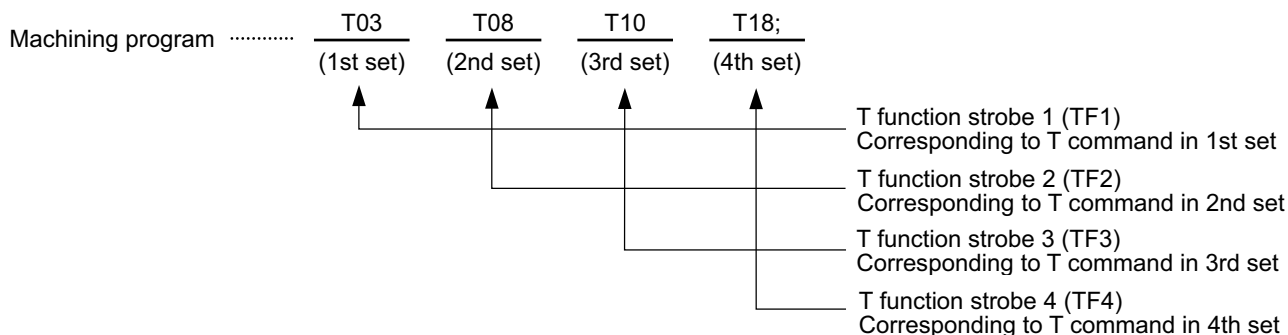 Machining program ............ T03 T08 T10 T18;
(1st set) (2nd set) (3rd set) (4th set)
T function strobe 1 (TF1)
Corresponding to T command in 1st set
T function strobe 2 (TF2)
Corresponding to T command in 2nd set
T function strobe 3 (TF3)
Corresponding to T command in 3rd set
T function strobe 4 (TF4)
Corresponding to T command in 4th set